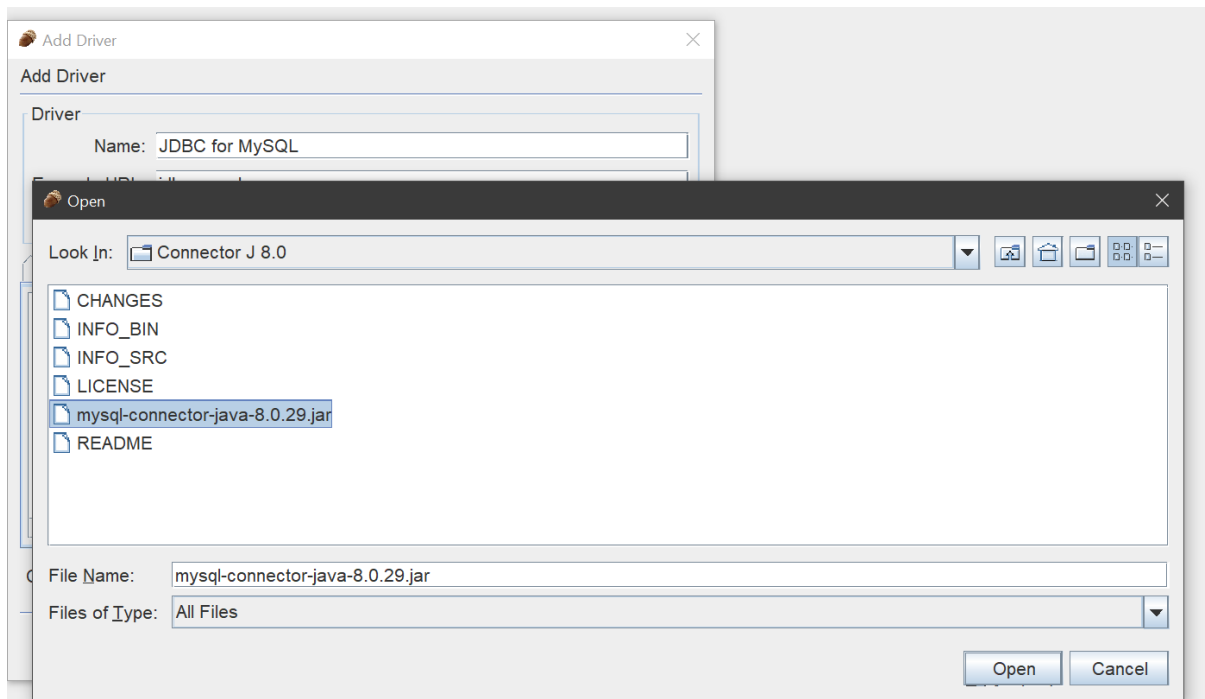 Add Driver
Add Driver
Driver
Name: JDBC for MySQL
Open
Look In: Connector J 8.0
CHANGES
INFO_BIN
INFO_SRC
LICENSE
mysql-connector-java-8.0.29.jar
README
File Name: mysql-connector-java-8.0.29.jar
Files of Type: All Files
Open Cancel